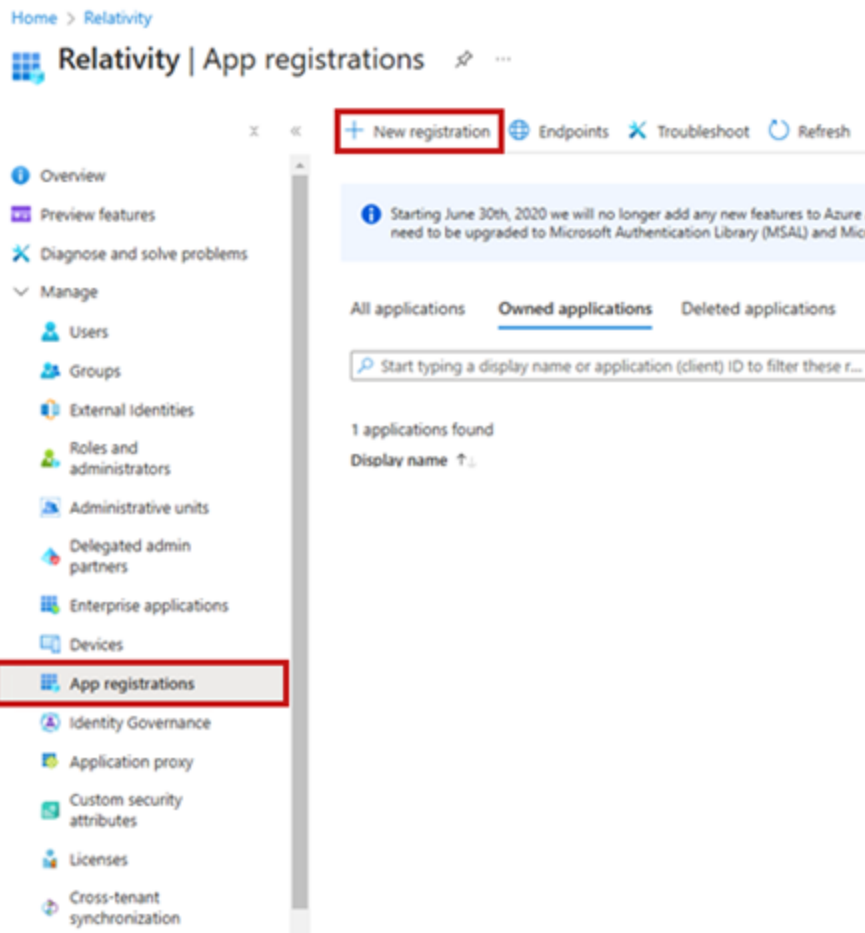 Home > Relativity
Relativity | App registrations
New registration
Endpoints
Troubleshoot
Refresh
Overview
Preview features
Diagnose and solve problems
Manage
Users
Groups
External Identities
Roles and
administrators
Administrative units
Delegated admin
partners
Enterprise applications
Devices
App registrations
Identity Governance
Application proxy
Custom security
attributes
Licenses
Cross-tenant
synchronization
Starting June 30th, 2020 we will no longer add any new features to Azure
need to be upgraded to Microsoft Authentication Library (MSAL) and Mic
All applications
Owned applications
Deleted applications
Start typing a display name or application (client) ID to filter these r...
1 applications found
Display name